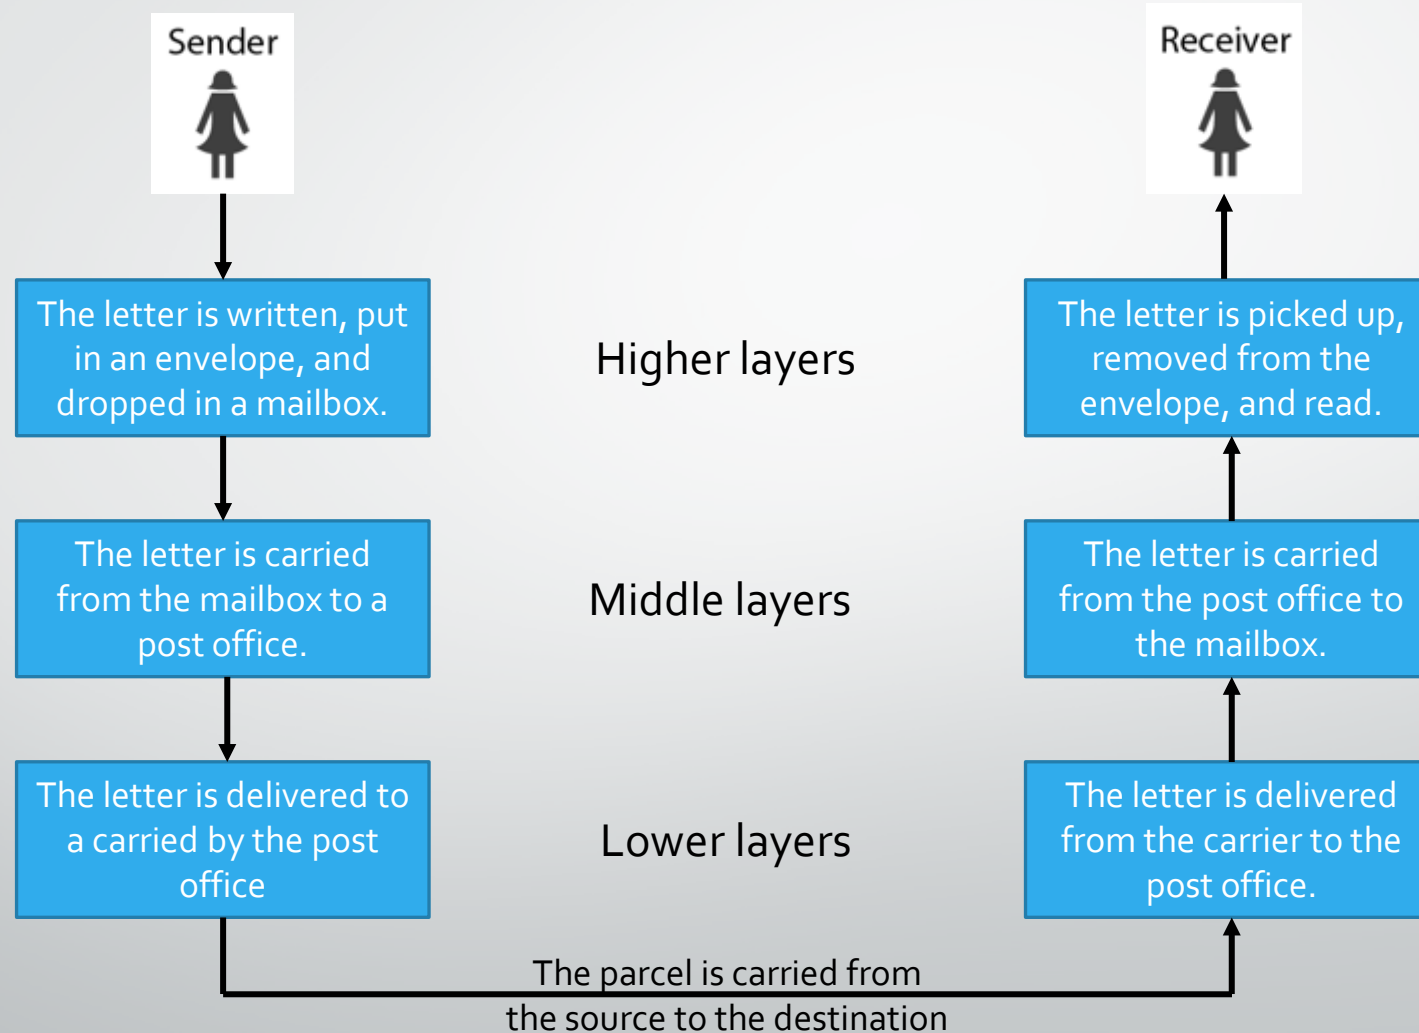 Sender
Receiver
The letter is written, put
in an envelope, and
dropped in a mailbox.
Higher layers
The letter is picked up,
removed from the
envelope, and read.
The letter is carried
from the mailbox to a
post office.
Middle layers
The letter is carried
from the post office to
the mailbox.
The letter is delivered to
a carried by the post
office
Lower layers
The letter is delivered
from the carrier to the
post office.
The parcel is carried from
the source to the destination